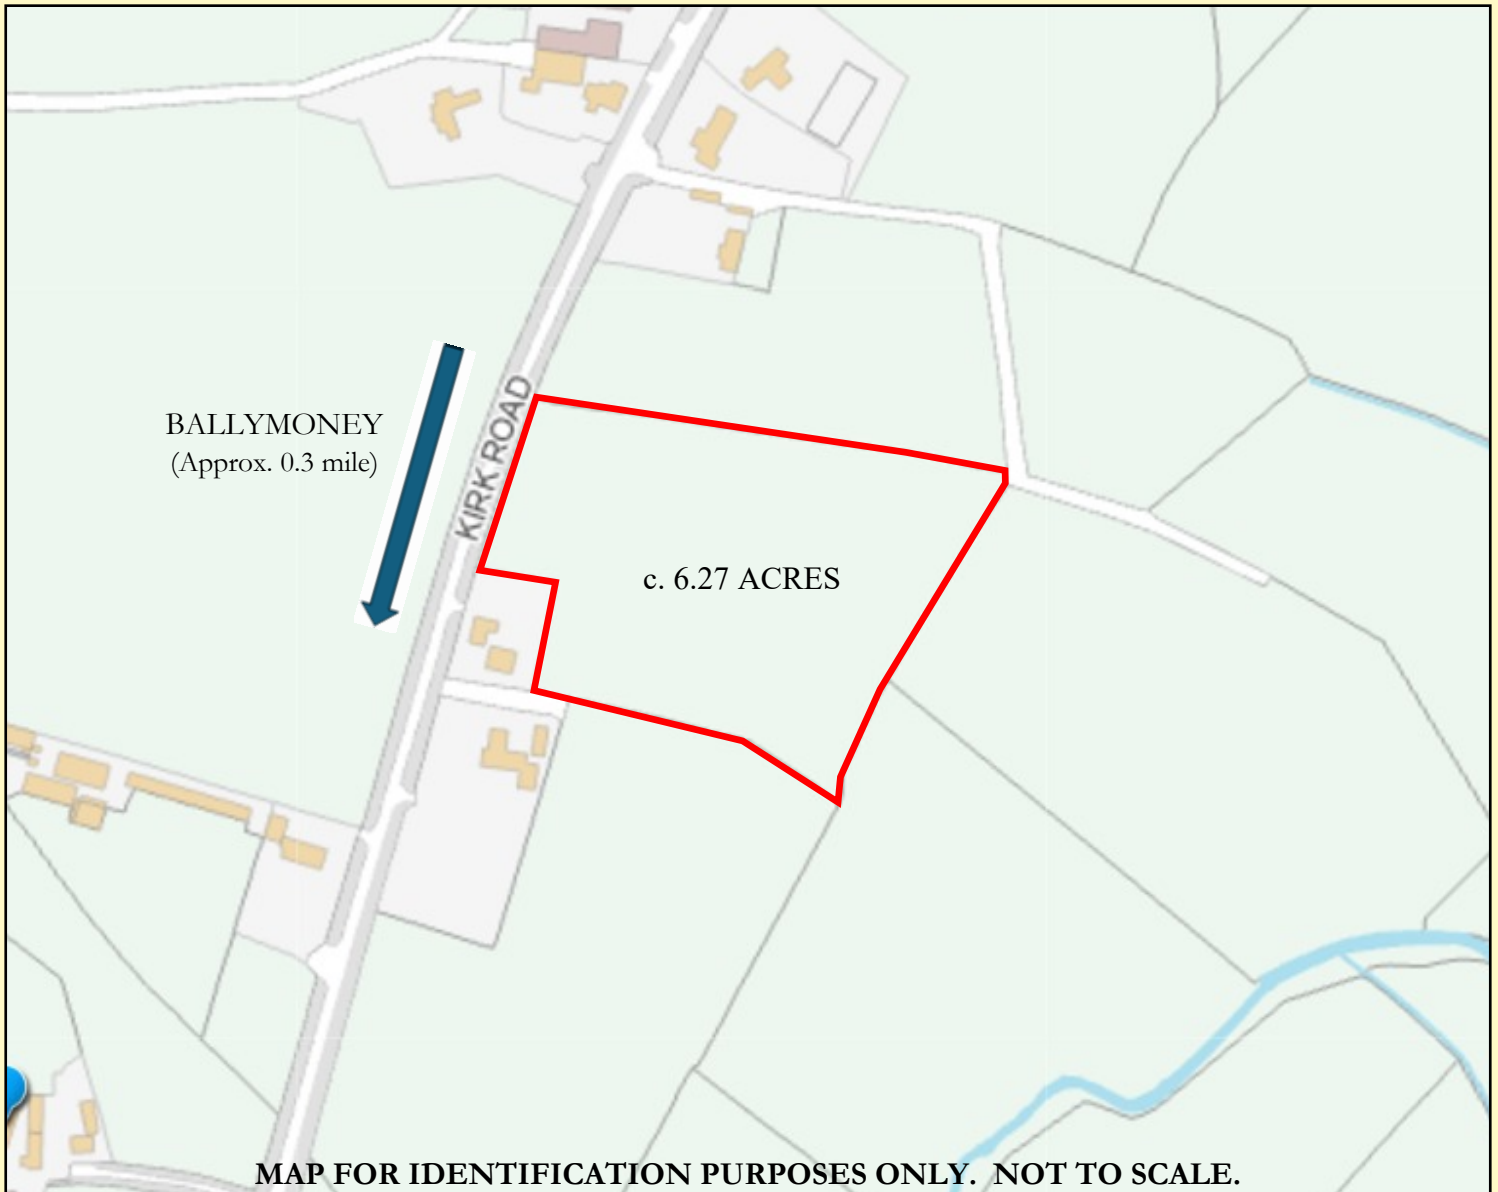 KIRK ROAD
BALLYMONEY
(Approx. 0.3 mile)
c. 6.27 ACRES
MAP FOR IDENTIFICATION PURPOSES ONLY.  NOT TO SCALE.